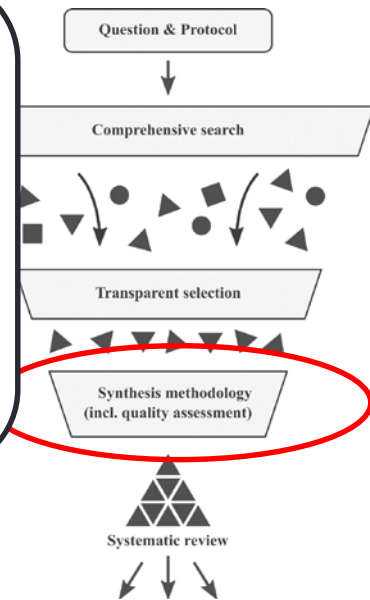 Question & Protocol
Comprehensive search
Transparent selection
Synthesis methodology
(incl. quality assessment)
Systematic review